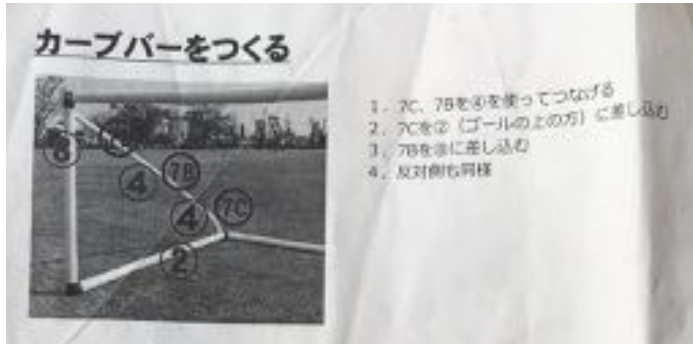 カーブバーをつくる
1. 7C、7Bを④を使ってつなげる
2. 7Cを②(ゴールの上の方)に差し込む
3. 7Bを③に差し込む
4. 反対側も同様
④
7B
④
7C
②